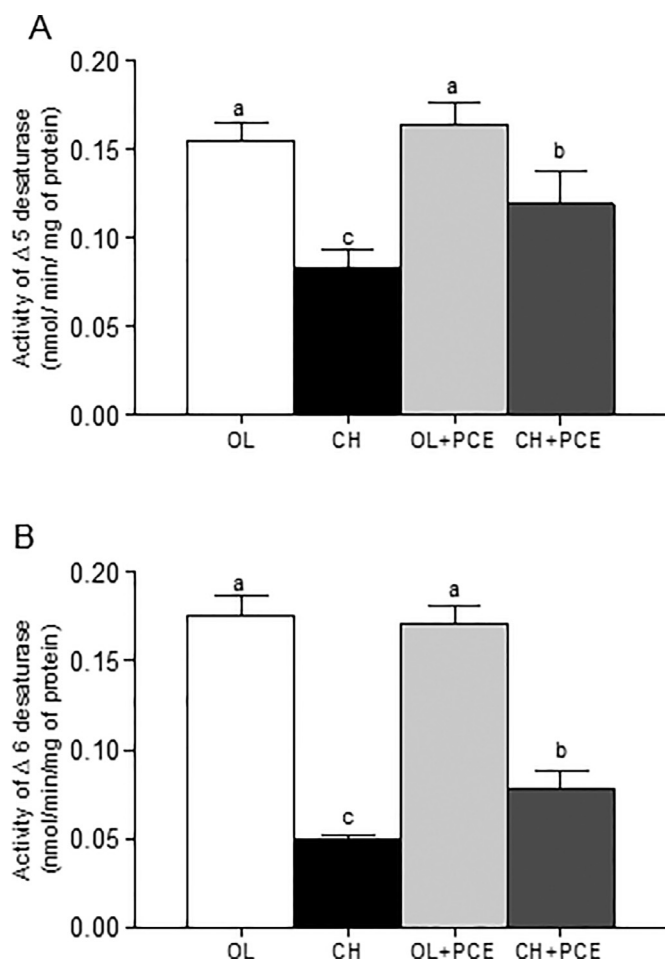 A
Activity of Δ 5 desaturase
(nmol/ min/ mg of protein)
0.20
0.15
0.10
0.05
0.00
a
c
a
b
OL
CH
OL+PCE
CH+PCE
B
Activity of Δ 6 desaturase
(nmol/min/mg of protein)
0.20
0.15
0.10
0.05
0.00
a
c
a
b
OL
CH
OL+PCE
CH+PCE